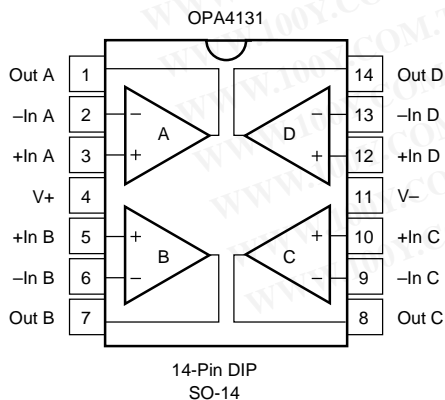 OPA4131
Out A 1 14 Out D
–In A 2 – – 13 –In D
A D
+In A 3 + + 12 +In D
V+ 4 11 V–
+In B 5 + + 10 +In C
B C
–In B 6 – – 9 –In C
Out B 7 8 Out C
14-Pin DIP
SO-14